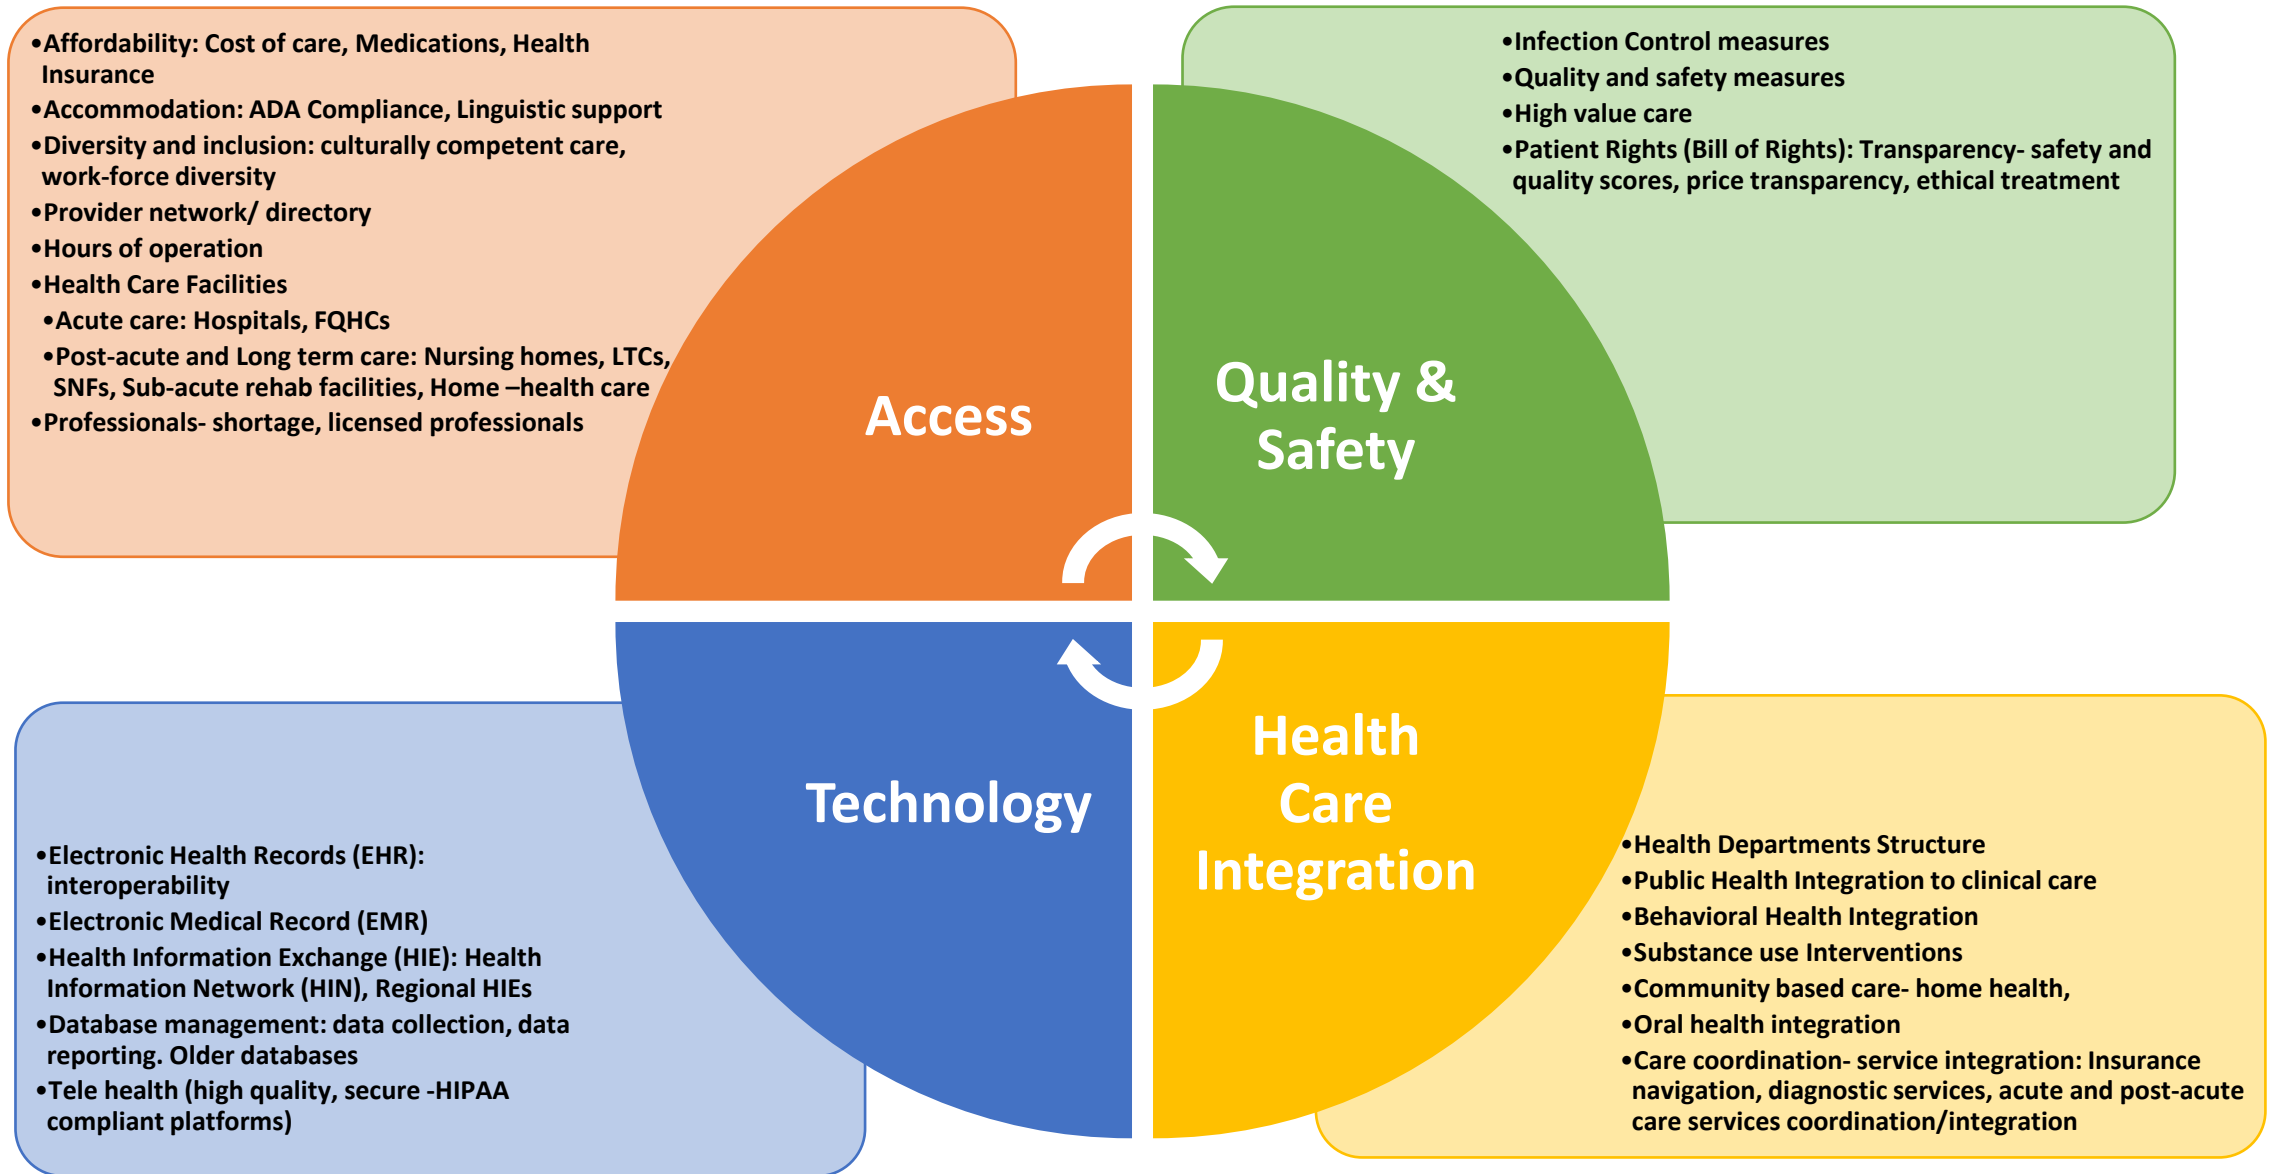 •Affordability: Cost of care, Medications, Health
Insurance
•Accommodation: ADA Compliance, Linguistic support
•Diversity and inclusion: culturally competent care,
work-force diversity
•Provider network/ directory
•Hours of operation
•Health Care Facilities
•Acute care: Hospitals, FQHCs
•Post-acute and Long term care: Nursing homes, LTCs,
SNFs, Sub-acute rehab facilities, Home –health care
•Professionals- shortage, licensed professionals
Access
•Infection Control measures
•Quality and safety measures
•High value care
•Patient Rights (Bill of Rights): Transparency- safety and
quality scores, price transparency, ethical treatment
Quality &
Safety
Technology
•Electronic Health Records (EHR):
interoperability
•Electronic Medical Record (EMR)
•Health Information Exchange (HIE): Health
Information Network (HIN), Regional HIEs
•Database management: data collection, data
reporting. Older databases
•Tele health (high quality, secure -HIPAA
compliant platforms)
Health
Care
Integration
•Health Departments Structure
•Public Health Integration to clinical care
•Behavioral Health Integration
•Substance use Interventions
•Community based care- home health,
•Oral health integration
•Care coordination- service integration: Insurance
navigation, diagnostic services, acute and post-acute
care services coordination/integration